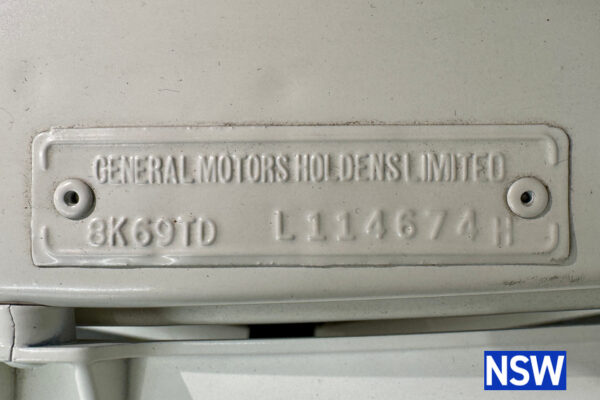 GENERAL MOTORS HOLDENS LIMITED
8K69TD L114674H
NSW